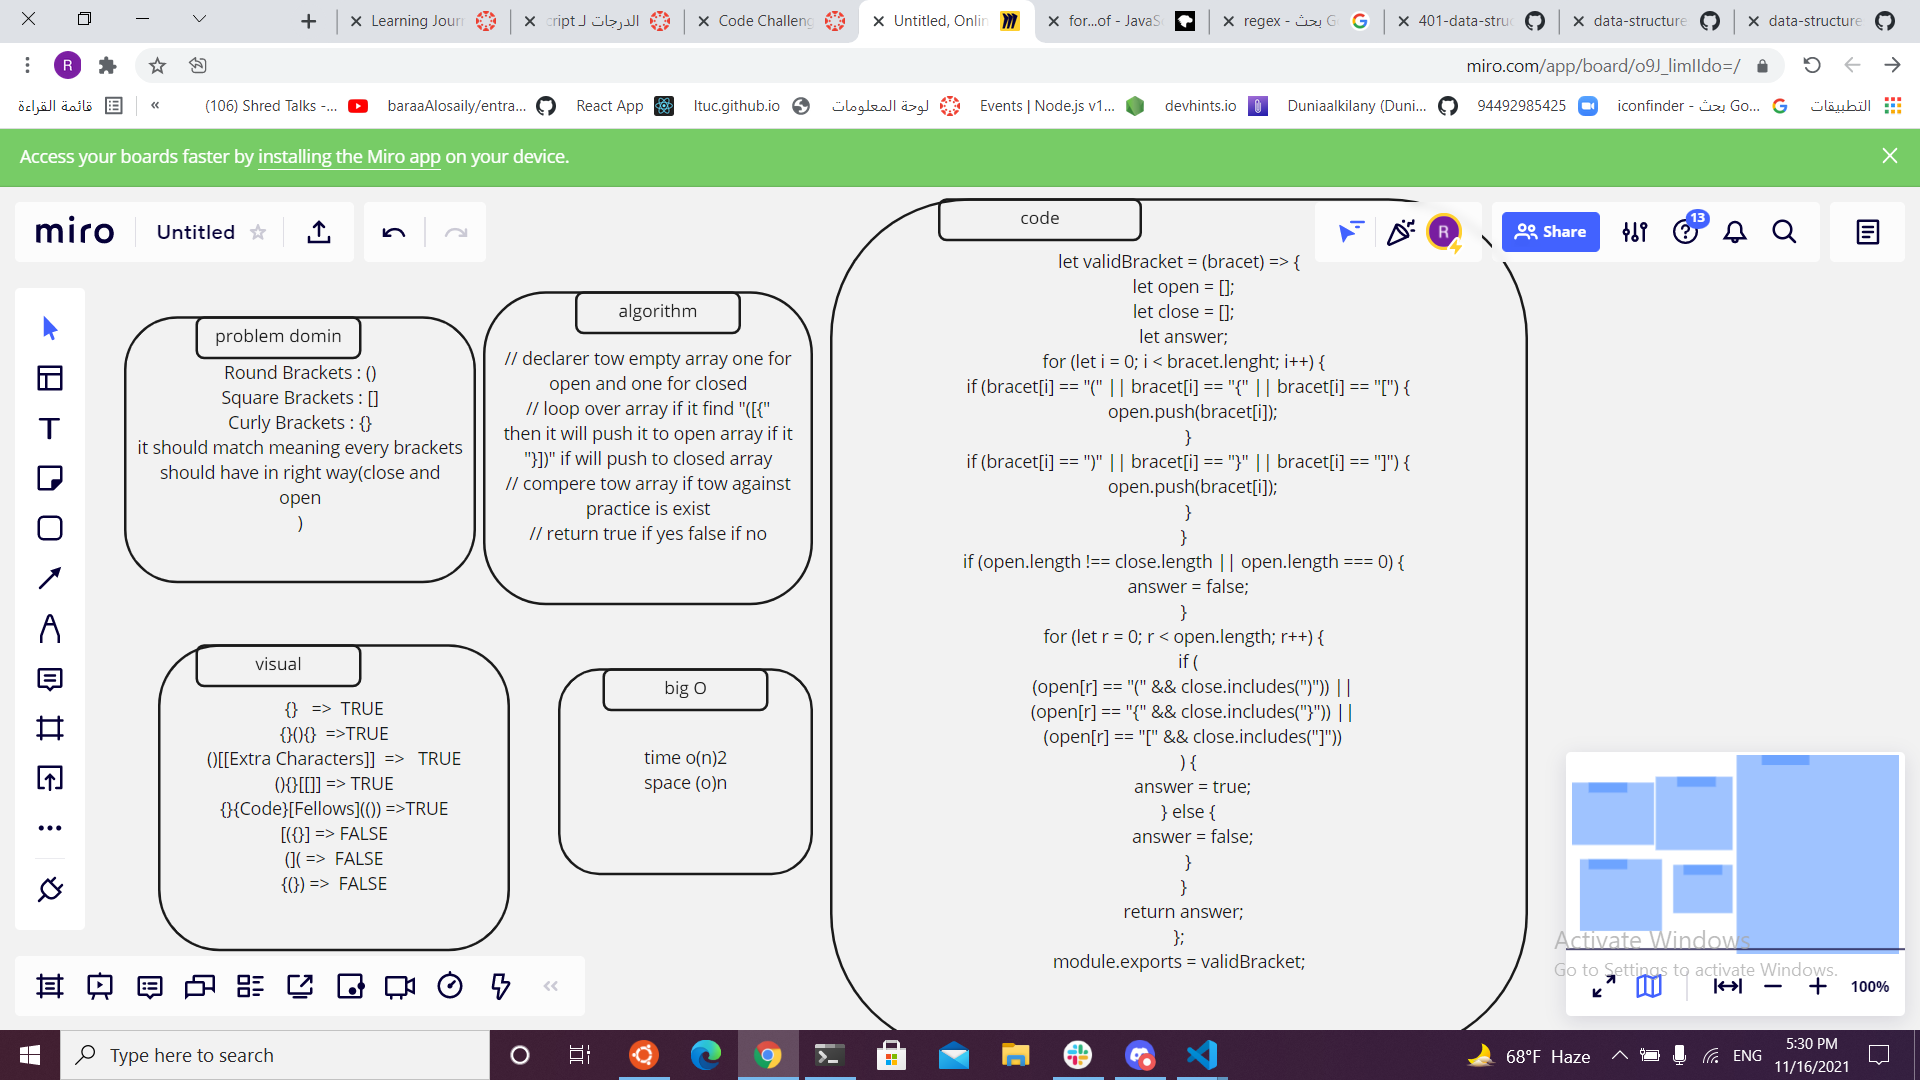 Learning Journ
الدرجات لـ cript
Code Challeng
Untitled, Onlin
for...of - JavaSc
regex - بحث G
401-data-struc
data-structure
data-structure
R
miro.com/app/board/o9J_limIIdo=/
قائمة القراءة
«
(106) Shred Talks -...
baraaAlosaily/entra...
React App
ltuc.github.io
لوحة المعلومات
Events | Node.js v1...
devhints.io
Duniaalkilany (Duni...
94492985425
iconfinder - بحث Go...
التطبيقات
Access your boards faster by installing the Miro app on your device.
miro
Untitled
R
Share
13
problem domin
Round Brackets : ()
Square Brackets : []
Curly Brackets : {}
it should match meaning every brackets
should have in right way(close and
open
)
algorithm
// declarer tow empty array one for
open and one for closed
// loop over array if it find "([{"
then it will push it to open array if it
"}])" if will push to closed array
// compere tow array if tow against
practice is exist
// return true if yes false if no
visual
{} => TRUE
{}(){} =>TRUE
()[[Extra Characters]] => TRUE
(){}[[]] => TRUE
{}{Code}[Fellows](()) =>TRUE
[({}] => FALSE
(]( => FALSE
{(}) => FALSE
big O
time o(n)2
space (o)n
code
let validBracket = (bracet) => {
let open = [];
let close = [];
let answer;
for (let i = 0; i < bracet.lenght; i++) {
if (bracet[i] == "(" || bracet[i] == "{" || bracet[i] == "[") {
open.push(bracet[i]);
}
if (bracet[i] == ")" || bracet[i] == "}" || bracet[i] == "]") {
open.push(bracet[i]);
}
}
if (open.length !== close.length || open.length === 0) {
answer = false;
}
for (let r = 0; r < open.length; r++) {
if (
(open[r] == "(" && close.includes(")")) ||
(open[r] == "{" && close.includes("}")) ||
(open[r] == "[" && close.includes("]"))
) {
answer = true;
} else {
answer = false;
}
}
return answer;
};
module.exports = validBracket;
Activate Windows
Go to Settings to activate Windows.
100%
Type here to search
68°F Haze
ENG
5:30 PM
11/16/2021